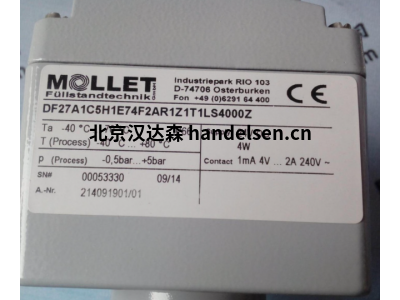 MOLLET
Füllstandtechnik GmbH
Industriepark RIO 103
D-74706 Osterburken
Fon +49 (0)6291 64 400
CE
DF27A1C5H1E74F2AR1Z1T1LS4000Z
Ta -40 °C
北京汉达森 www.handelsen.cn
T (Process) -40 °C ... +80 °C
4W
p (Process) -0,5bar...+5bar
Contact 1mA 4V ... 2A 240V ~
SN# 00053330 09/14
A.-Nr. 214091901/01